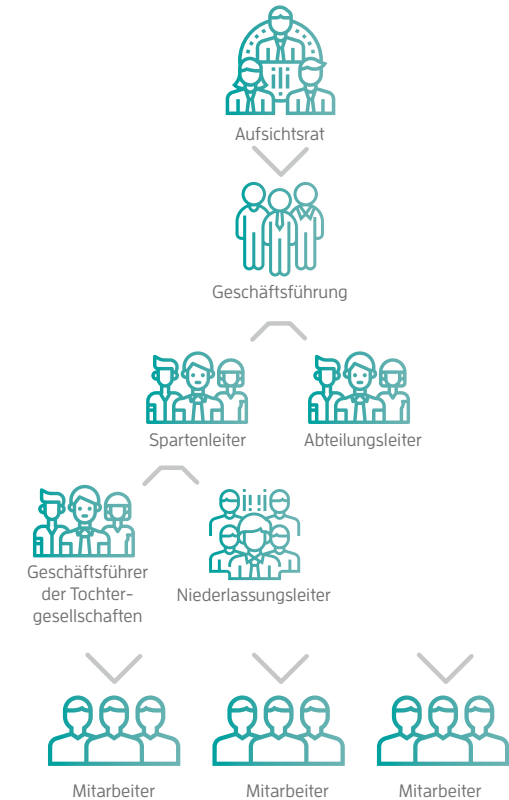 Aufsichtsrat
Geschäftsführung
Spartenleiter
Abteilungsleiter
Geschäftsführer
der Tochter-
gesellschaften
Niederlassungsleiter
Mitarbeiter
Mitarbeiter
Mitarbeiter